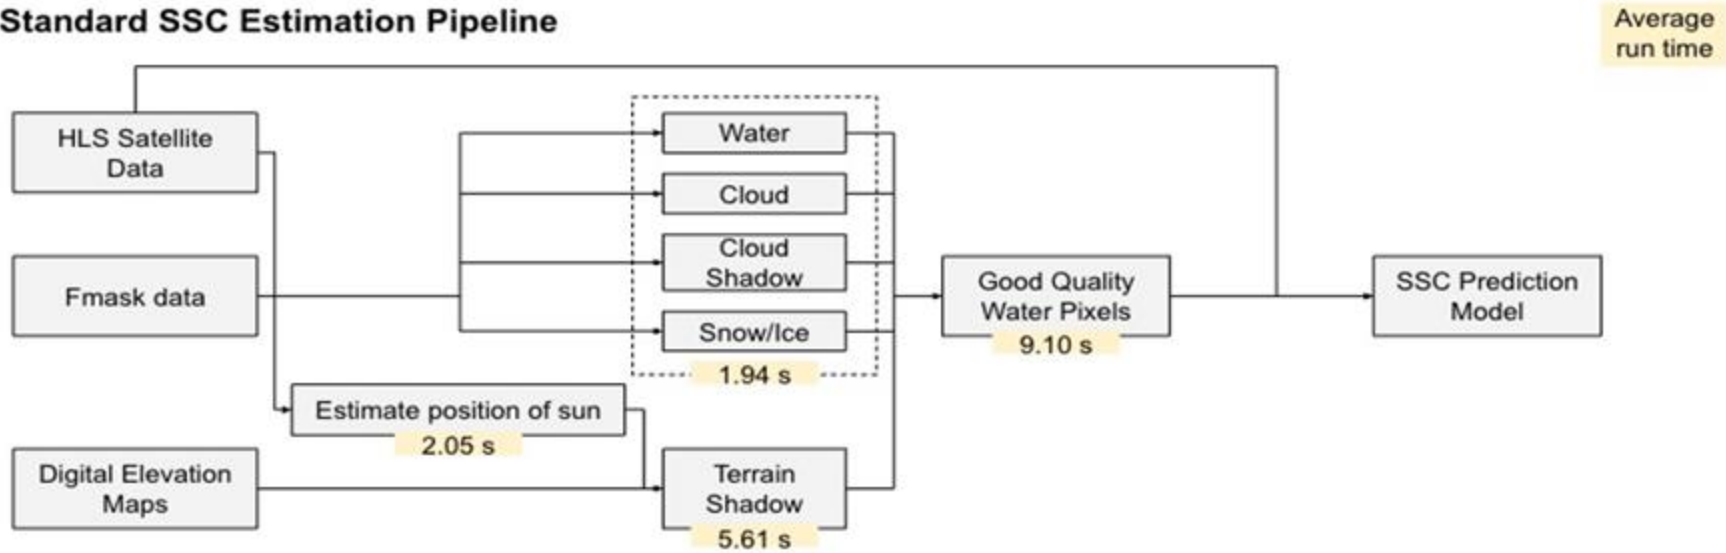 Standard SSC Estimation Pipeline
Average
run time
HLS Satellite
Data
Fmask data
Digital Elevation
Maps
Estimate position of sun
2.05 s
Water
Cloud
Cloud
Shadow
Snow/Ice
1.94 s
Terrain
Shadow
5.61 s
Good Quality
Water Pixels
9.10 s
SSC Prediction
Model